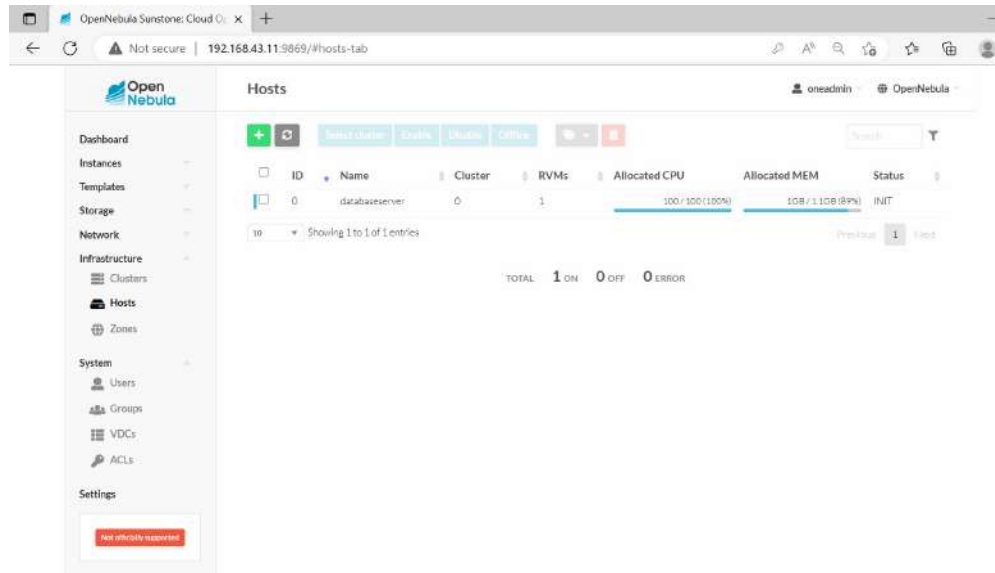 OpenNebula Sunstone: Cloud O
Not secure | 192.168.43.11:9869/#hosts-tab
Open
Nebula
Hosts
oneadmin
OpenNebula
Dashboard
Instances
Templates
Storage
Network
Infrastructure
Clusters
Hosts
Zones
System
Users
Groups
VDCs
ACLs
Settings
Not officially supported
Select cluster Enable Disable Offline
Search
ID Name Cluster RVMs Allocated CPU Allocated MEM Status
0 databaseserver 0 1 100 / 100 (100%) 1GB / 1.1GB (89%) INIT
10 Showing 1 to 1 of 1 entries
Previous 1 Next
TOTAL 1 ON 0 OFF 0 ERROR